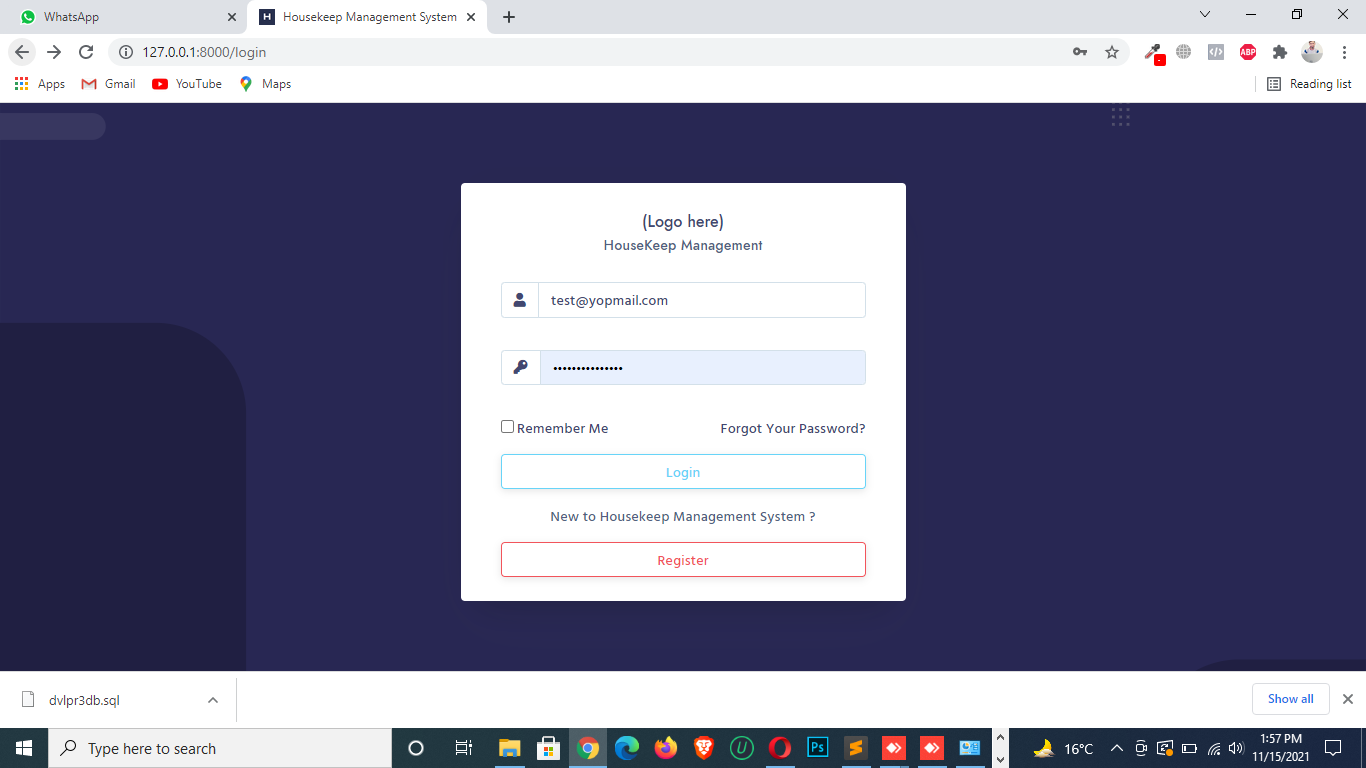 WhatsApp
H Housekeep Management System
127.0.0.1:8000/login
ABP
Apps Gmail YouTube Maps Reading list
(Logo here)
HouseKeep Management
test@yopmail.com
Remember Me Forgot Your Password?
Login
New to Housekeep Management System ?
Register
dvlpr3db.sql Show all
Type here to search
U
Ps
S
16°C
1:57 PM
11/15/2021